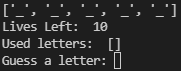 ['_', '_', '_', '_', '_']
Lives Left:  10
Used letters:  []
Guess a letter: